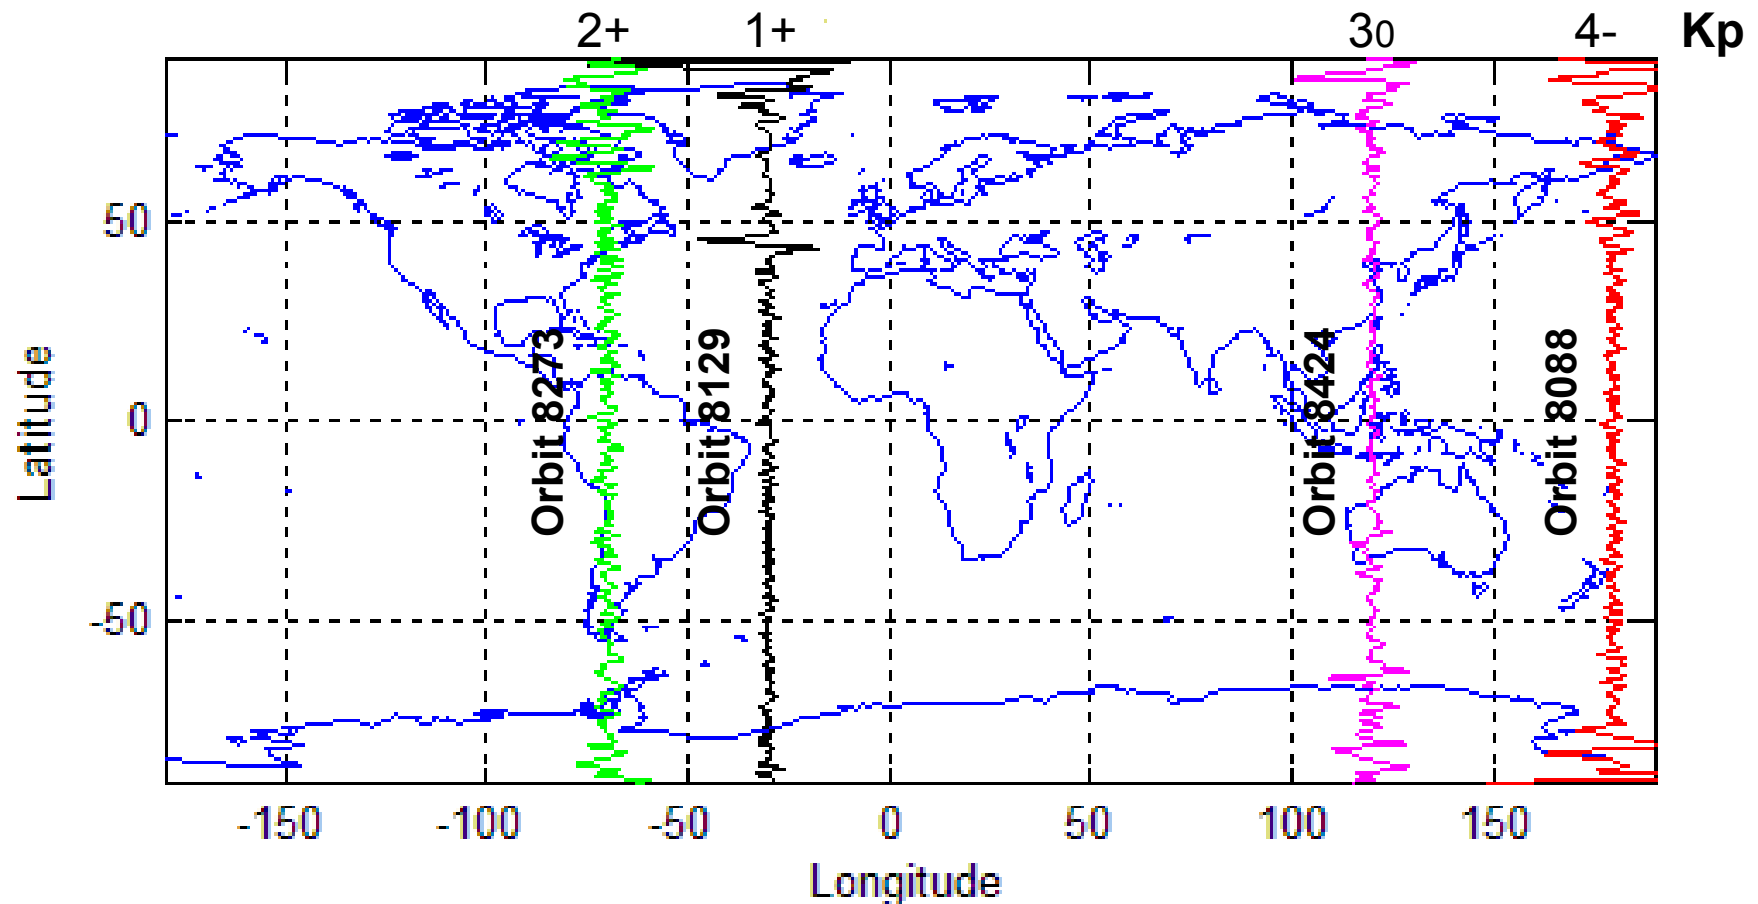 2+ 1+ 30 4- Kp
50
0
-50
Latitude
Orbit 8273
Orbit 8129
Orbit 8424
Orbit 8088
-150 -100 -50 0 50 100 150
Longitude